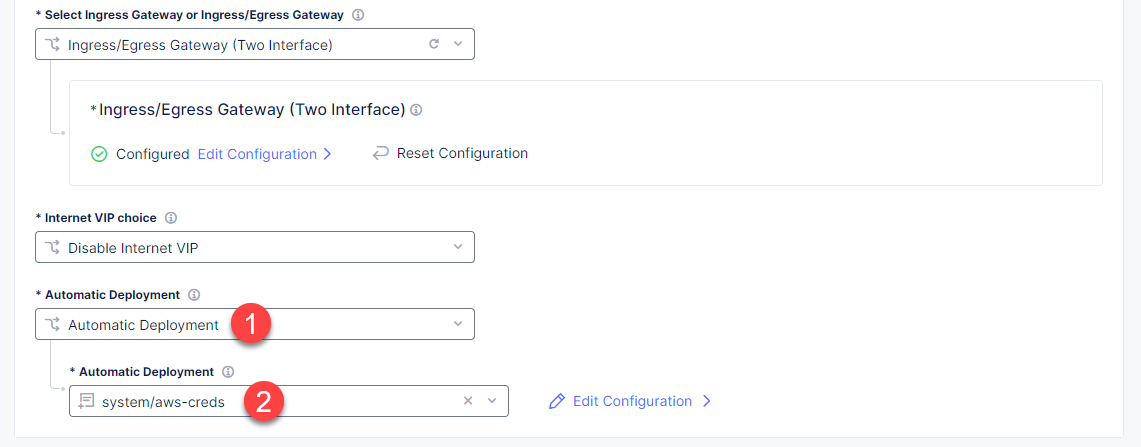 * Select Ingress Gateway or Ingress/Egress Gateway
Ingress/Egress Gateway (Two Interface)
* Ingress/Egress Gateway (Two Interface)
Configured Edit Configuration Reset Configuration
* Internet VIP choice
Disable Internet VIP
* Automatic Deployment
Automatic Deployment 1
* Automatic Deployment
system/aws-creds 2 Edit Configuration